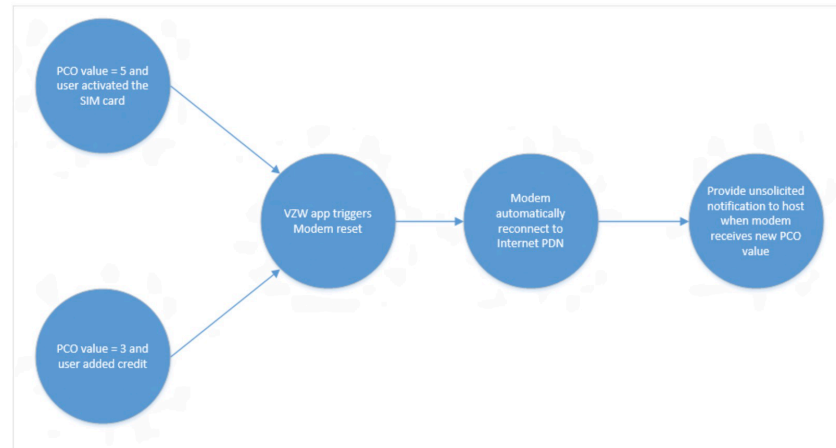 PCO value = 5 and
user activated the
SIM card
VZW app triggers
Modem reset
Modem
automatically
reconnect to
Internet PDN
Provide unsolicited
notification to host
when modem
receives new PCO
value
PCO value = 3 and
user added credit